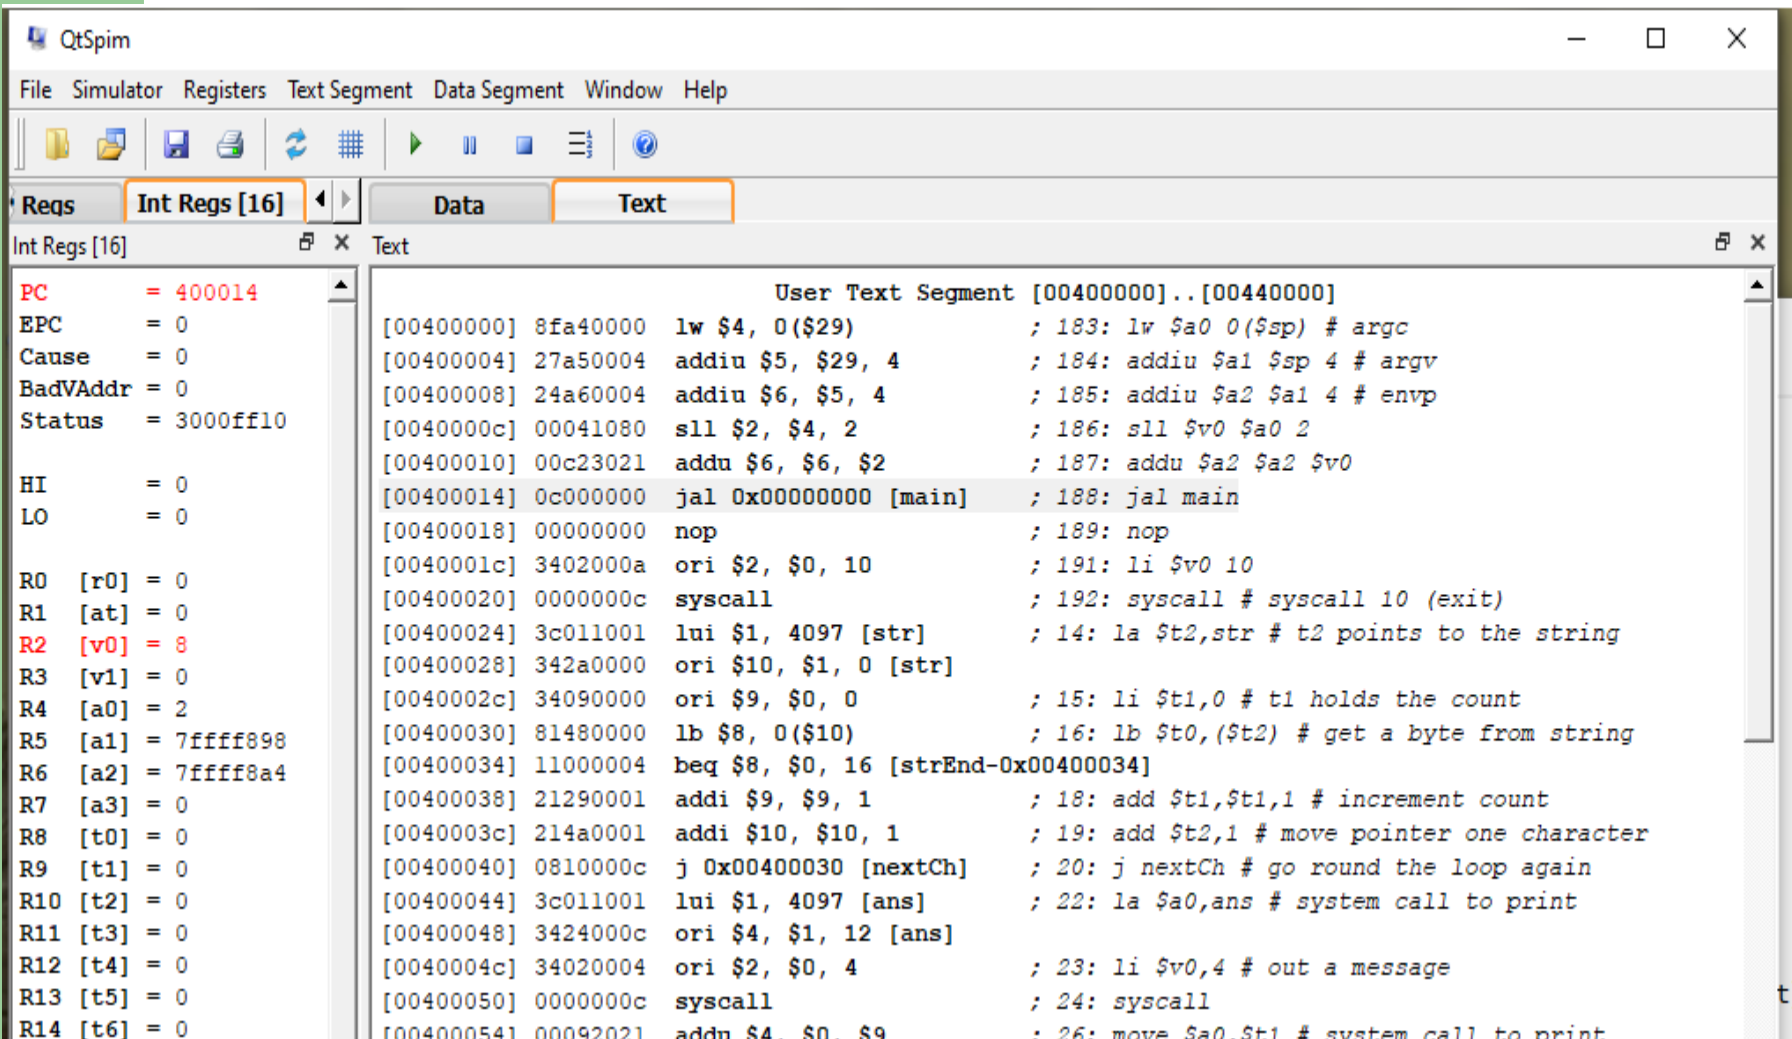 QtSpim
File Simulator Registers Text Segment Data Segment Window Help
Regs Int Regs [16] Data Text
Int Regs [16]
PC = 400014
EPC = 0
Cause = 0
BadVAddr = 0
Status = 3000ff10
HI = 0
LO = 0
R0 [r0] = 0
R1 [at] = 0
R2 [v0] = 8
R3 [v1] = 0
R4 [a0] = 2
R5 [a1] = 7ffff898
R6 [a2] = 7ffff8a4
R7 [a3] = 0
R8 [t0] = 0
R9 [t1] = 0
R10 [t2] = 0
R11 [t3] = 0
R12 [t4] = 0
R13 [t5] = 0
R14 [t6] = 0
Text
User Text Segment [00400000]..[00440000]
[00400000] 8fa40000 lw $4, 0($29) ; 183: lw $a0 0($sp) # argc
[00400004] 27a50004 addiu $5, $29, 4 ; 184: addiu $a1 $sp 4 # argv
[00400008] 24a60004 addiu $6, $5, 4 ; 185: addiu $a2 $a1 4 # envp
[0040000c] 00041080 sll $2, $4, 2 ; 186: sll $v0 $a0 2
[00400010] 00c23021 addu $6, $6, $2 ; 187: addu $a2 $a2 $v0
[00400014] 0c000000 jal 0x00000000 [main] ; 188: jal main
[00400018] 00000000 nop ; 189: nop
[0040001c] 3402000a ori $2, $0, 10 ; 191: li $v0 10
[00400020] 0000000c syscall ; 192: syscall # syscall 10 (exit)
[00400024] 3c011001 lui $1, 4097 [str] ; 14: la $t2,str # t2 points to the string
[00400028] 342a0000 ori $10, $1, 0 [str]
[0040002c] 34090000 ori $9, $0, 0 ; 15: li $t1,0 # t1 holds the count
[00400030] 81480000 lb $8, 0($10) ; 16: lb $t0,($t2) # get a byte from string
[00400034] 11000004 beq $8, $0, 16 [strEnd-0x00400034]
[00400038] 21290001 addi $9, $9, 1 ; 18: add $t1,$t1,1 # increment count
[0040003c] 214a0001 addi $10, $10, 1 ; 19: add $t2,1 # move pointer one character
[00400040] 0810000c j 0x00400030 [nextCh] ; 20: j nextCh # go round the loop again
[00400044] 3c011001 lui $1, 4097 [ans] ; 22: la $a0,ans # system call to print
[00400048] 3424000c ori $4, $1, 12 [ans]
[0040004c] 34020004 ori $2, $0, 4 ; 23: li $v0,4 # out a message
[00400050] 0000000c syscall ; 24: syscall
[00400054] 00092021 addu $4, $0, $9 ; 26: move $a0,$t1 # system call to print
t